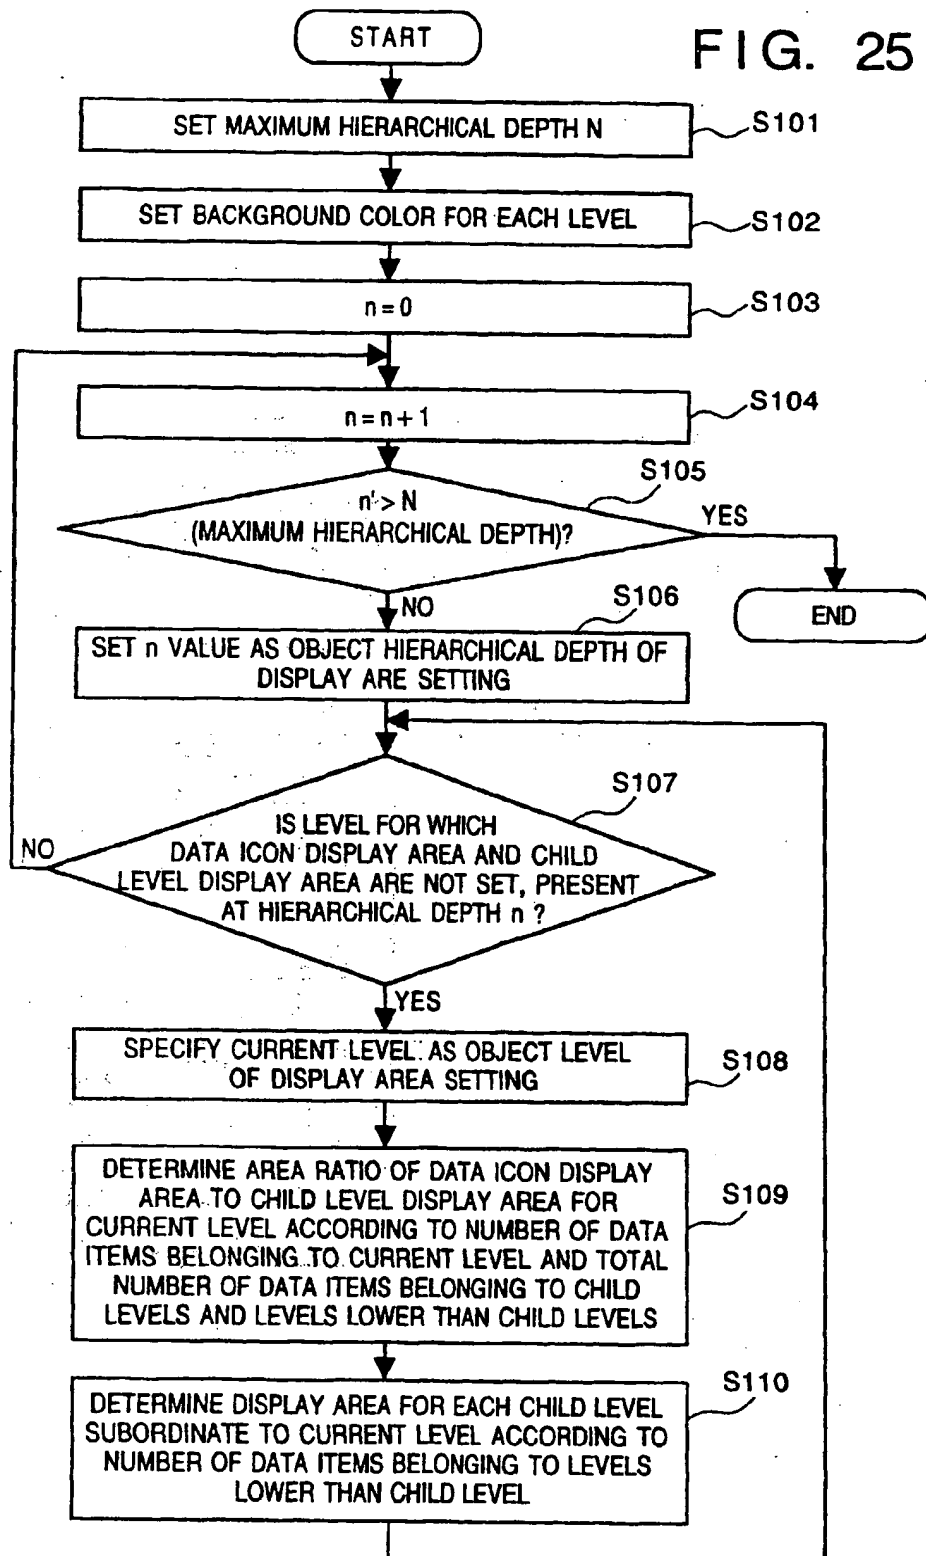 START
FIG. 25
SET MAXIMUM HIERARCHICAL DEPTH N
S101
SET BACKGROUND COLOR FOR EACH LEVEL
S102
n=0
S103
n=n+1
S104
S105
n'>N
(MAXIMUM HIERARCHICAL DEPTH)?
YES
END
NO
S106
SET n VALUE AS OBJECT HIERARCHICAL DEPTH OF
DISPLAY ARE SETTING
S107
IS LEVEL FOR WHICH
DATA ICON DISPLAY AREA AND CHILD
LEVEL DISPLAY AREA ARE NOT SET, PRESENT
AT HIERARCHICAL DEPTH n ?
NO
YES
SPECIFY CURRENT LEVEL AS OBJECT LEVEL
OF DISPLAY AREA SETTING
S108
DETERMINE AREA RATIO OF DATA ICON DISPLAY
AREA TO CHILD LEVEL DISPLAY AREA FOR
CURRENT LEVEL ACCORDING TO NUMBER OF DATA
ITEMS BELONGING TO CURRENT LEVEL AND TOTAL
NUMBER OF DATA ITEMS BELONGING TO CHILD
LEVELS AND LEVELS LOWER THAN CHILD LEVELS
S109
DETERMINE DISPLAY AREA FOR EACH CHILD LEVEL
SUBORDINATE TO CURRENT LEVEL ACCORDING TO
NUMBER OF DATA ITEMS BELONGING TO LEVELS
LOWER THAN CHILD LEVEL
S110